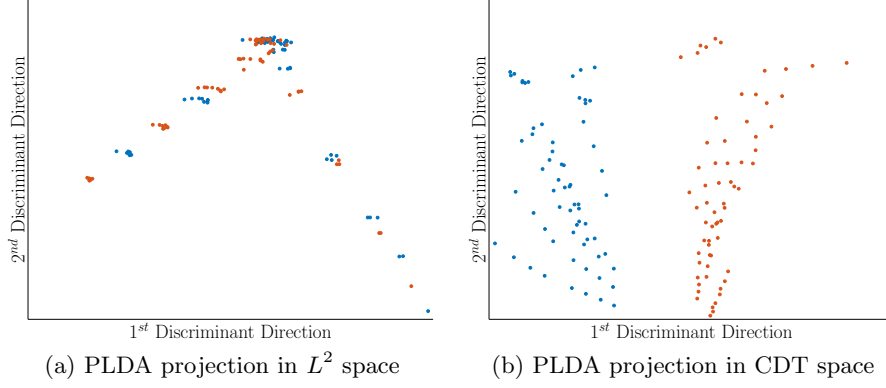 2nd Discriminant Direction
1st Discriminant Direction
(a) PLDA projection in L2 space
2nd Discriminant Direction
1st Discriminant Direction
(b) PLDA projection in CDT space